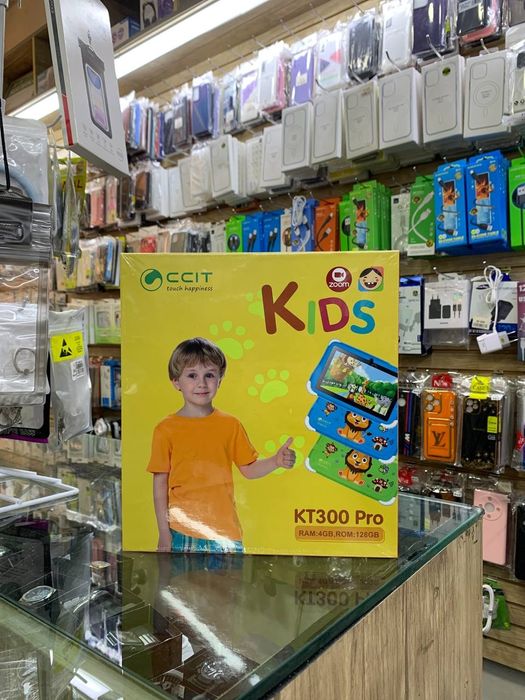 CCIT
touch happiness
zoom
KIDS
KT300 Pro
RAM:4GB,ROM:128GB